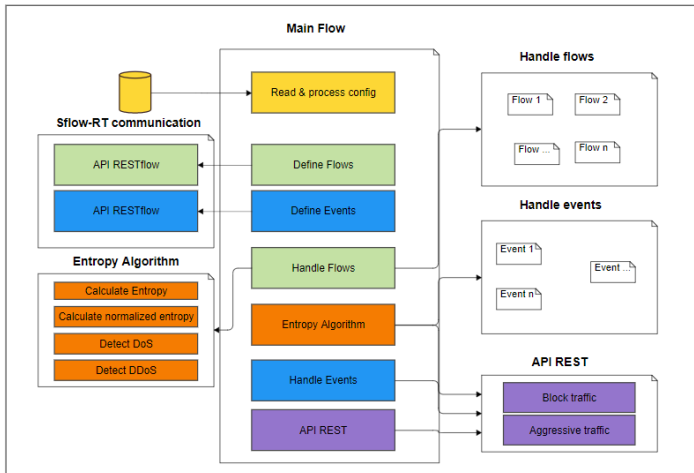 Main Flow
Read & process config
Define Flows
Define Events
Handle Flows
Entropy Algorithm
Handle Events
API REST
Sflow-RT communication
API RESTflow
API RESTflow
Entropy Algorithm
Calculate Entropy
Calculate normalized entropy
Detect DoS
Detect DDoS
Handle flows
Flow 1
Flow 2
Flow ...
Flow n
Handle events
Event 1
Event ...
Event n
API REST
Block traffic
Aggressive traffic